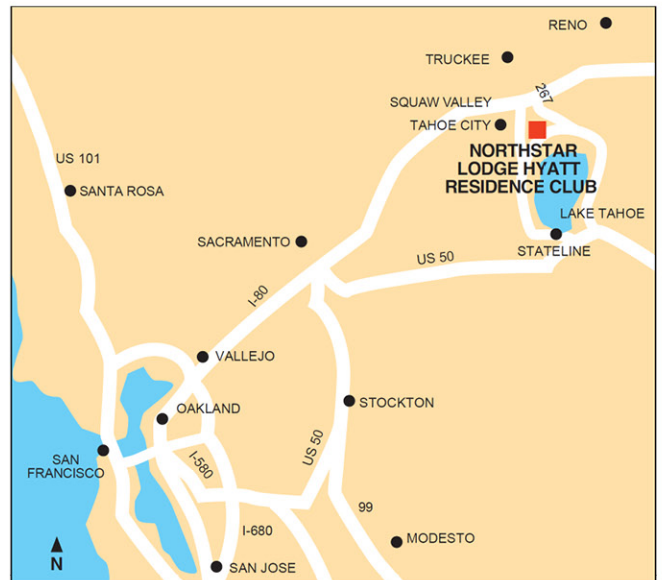 RENO
TRUCKEE
267
SQUAW VALLEY
TAHOE CITY
NORTHSTAR
LODGE HYATT
RESIDENCE CLUB
US 101
SANTA ROSA
LAKE TAHOE
SACRAMENTO
STATELINE
US 50
I-80
VALLEJO
OAKLAND
STOCKTON
SAN
FRANCISCO
I-580
US 50
99
I-680
MODESTO
N
SAN JOSE